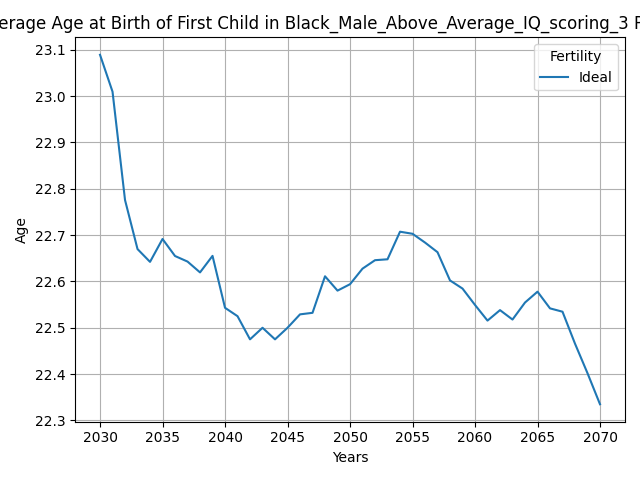 erage Age at Birth of First Child in Black_Male_Above_Average_IQ_scoring_3
Fertility
Ideal
23.1
23.0
22.9
22.8
22.7
22.6
22.5
22.4
22.3
Age
2030 2035 2040 2045 2050 2055 2060 2065 2070
Years